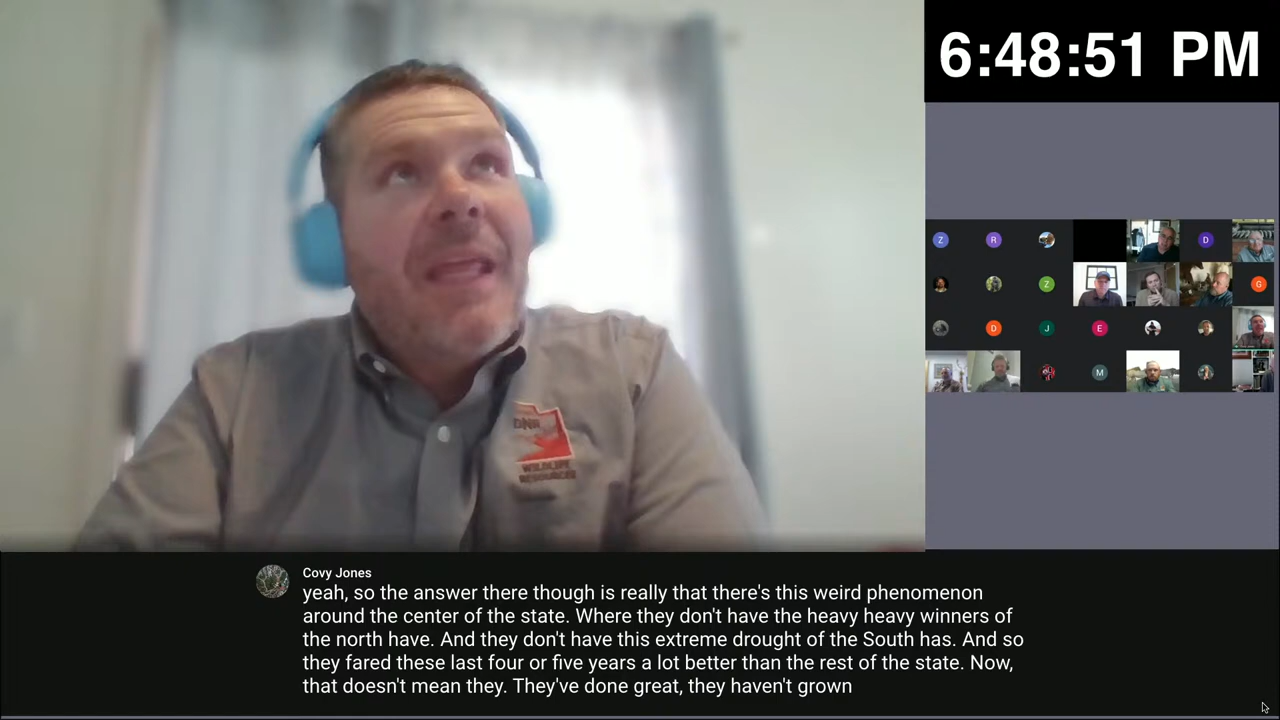 6:48:51 PM
Z
R
D
Z
G
D
J
E
M
DNR
WILDLIFE
RESOURCES
Covy Jones
yeah, so the answer there though is really that there's this weird phenomenon
around the center of the state. Where they don't have the heavy heavy winners of
the north have. And they don't have this extreme drought of the South has. And so
they fared these last four or five years a lot better than the rest of the state. Now,
that doesn't mean they. They've done great, they haven't grown